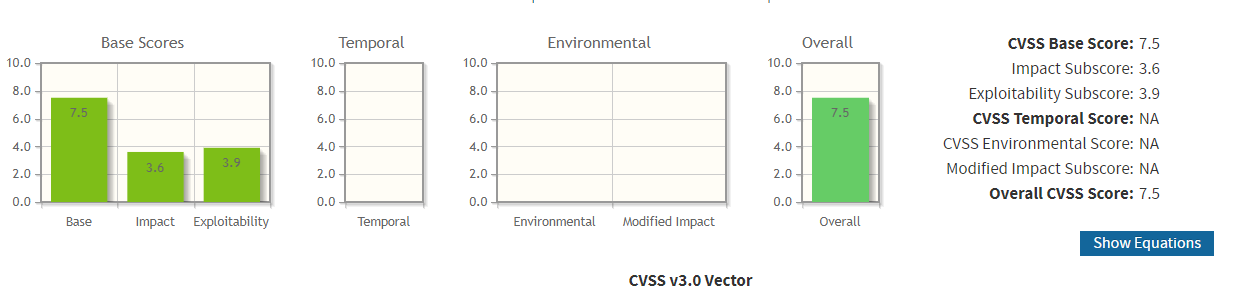 Base Scores
10.0
8.0
6.0
4.0
2.0
0.0
7.5
3.6
3.9
Base Impact Exploitability
Temporal
10.0
8.0
6.0
4.0
2.0
0.0
Temporal
Environmental
10.0
8.0
6.0
4.0
2.0
0.0
Environmental Modified Impact
Overall
10.0
8.0
6.0
4.0
2.0
0.0
7.5
Overall
CVSS Base Score: 7.5
Impact Subscore: 3.6
Exploitability Subscore: 3.9
CVSS Temporal Score: NA
CVSS Environmental Score: NA
Modified Impact Subscore: NA
Overall CVSS Score: 7.5
Show Equations
CVSS v3.0 Vector